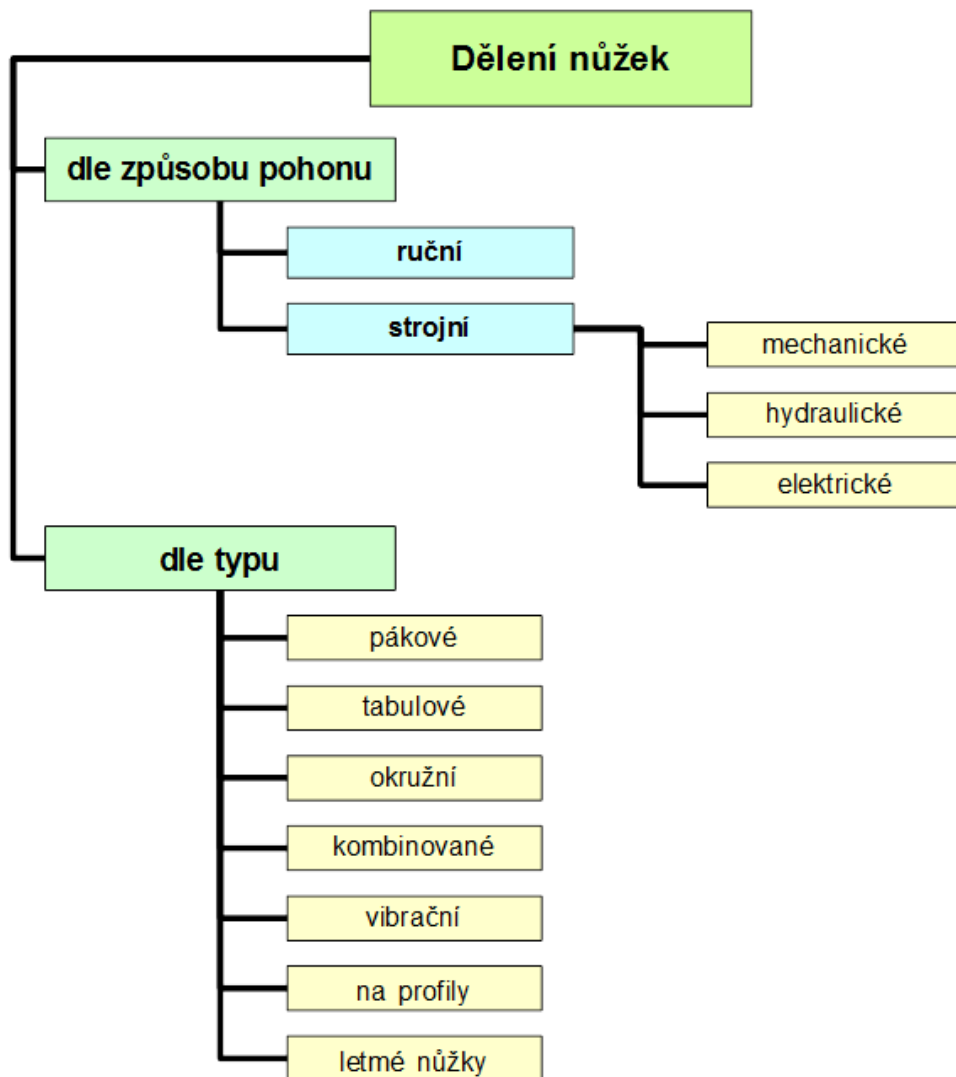 Dělení nůžek
dle způsobu pohonu
ruční
strojní
mechanické
hydraulické
elektrické
dle typu
pákové
tabulové
okružní
kombinované
vibrační
na profily
letmé nůžky